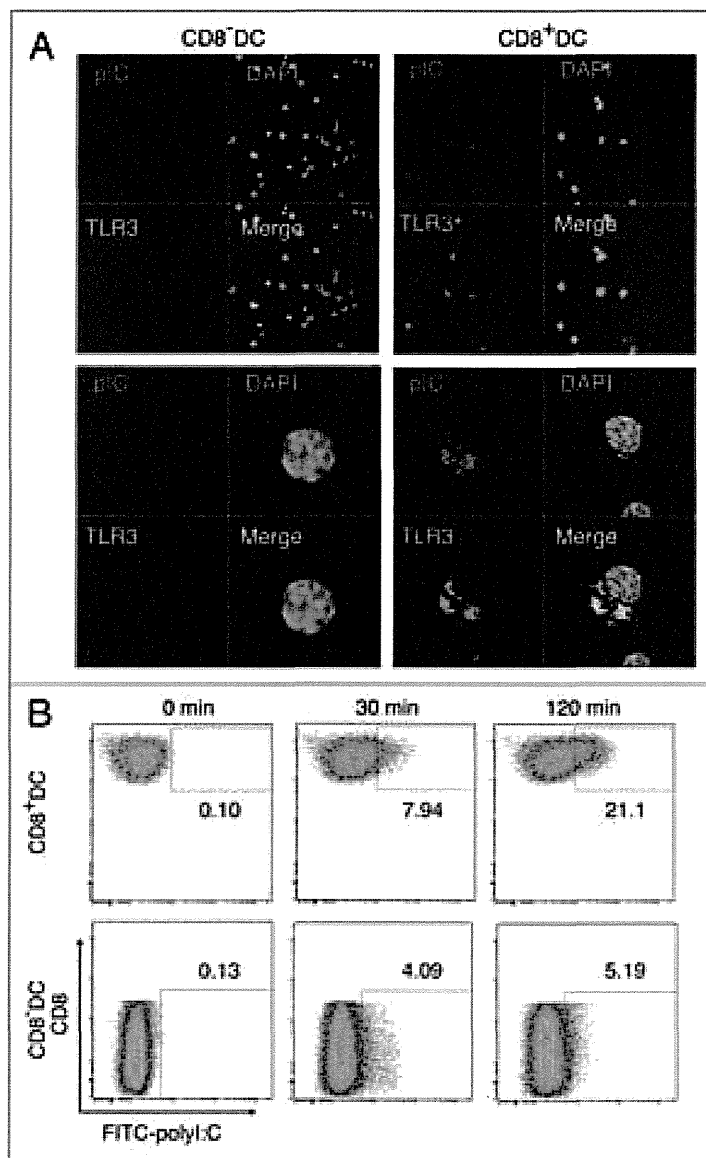 A
CD8⁻DC CD8⁺DC
pIC DAPI pIC DAPI
TLR3 Merge TLR3 Merge
pIC DAPI pIC DAPI
TLR3 Merge TLR3 Merge
B
0 min 30 min 120 min
CD8⁺DC
0.10 7.94 21.1
CD8⁻DC
CD8
0.13 4.09 5.19
FITC-polyI:C